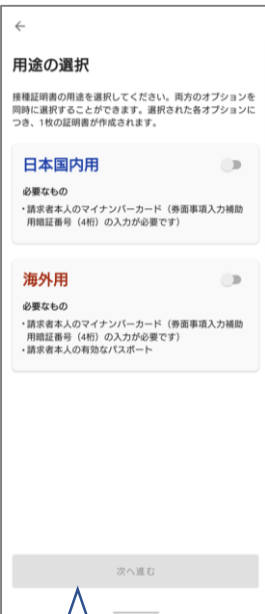 用途の選択
接種証明書の用途を選択してください。両方のオプションを
同時に選択することができます。選択された各オプションに
つき、1枚の証明書が作成されます。
日本国内用
必要なもの
・請求者本人のマイナンバーカード（券面事項入力補助
用暗証番号（4桁）の入力が必要です）
海外用
必要なもの
・請求者本人のマイナンバーカード（券面事項入力補助
用暗証番号（4桁）の入力が必要です）
・請求者本人の有効なパスポート
次へ進む